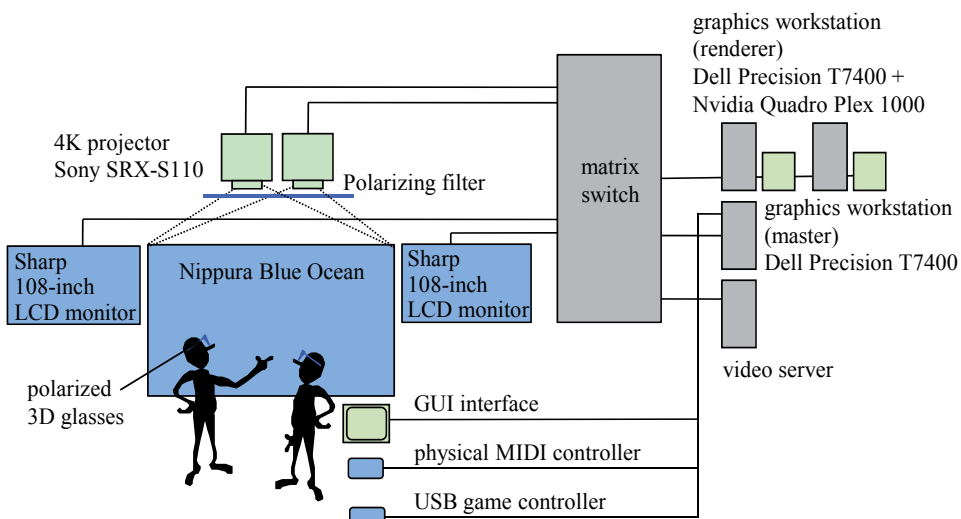 graphics workstation
(renderer)
Dell Precision T7400 +
Nvidia Quadro Plex 1000
4K projector
Sony SRX-S110
Polarizing filter
matrix
switch
graphics workstation
(master)
Dell Precision T7400
Sharp
108-inch
LCD monitor
Nippura Blue Ocean
Sharp
108-inch
LCD monitor
video server
polarized
3D glasses
GUI interface
physical MIDI controller
USB game controller